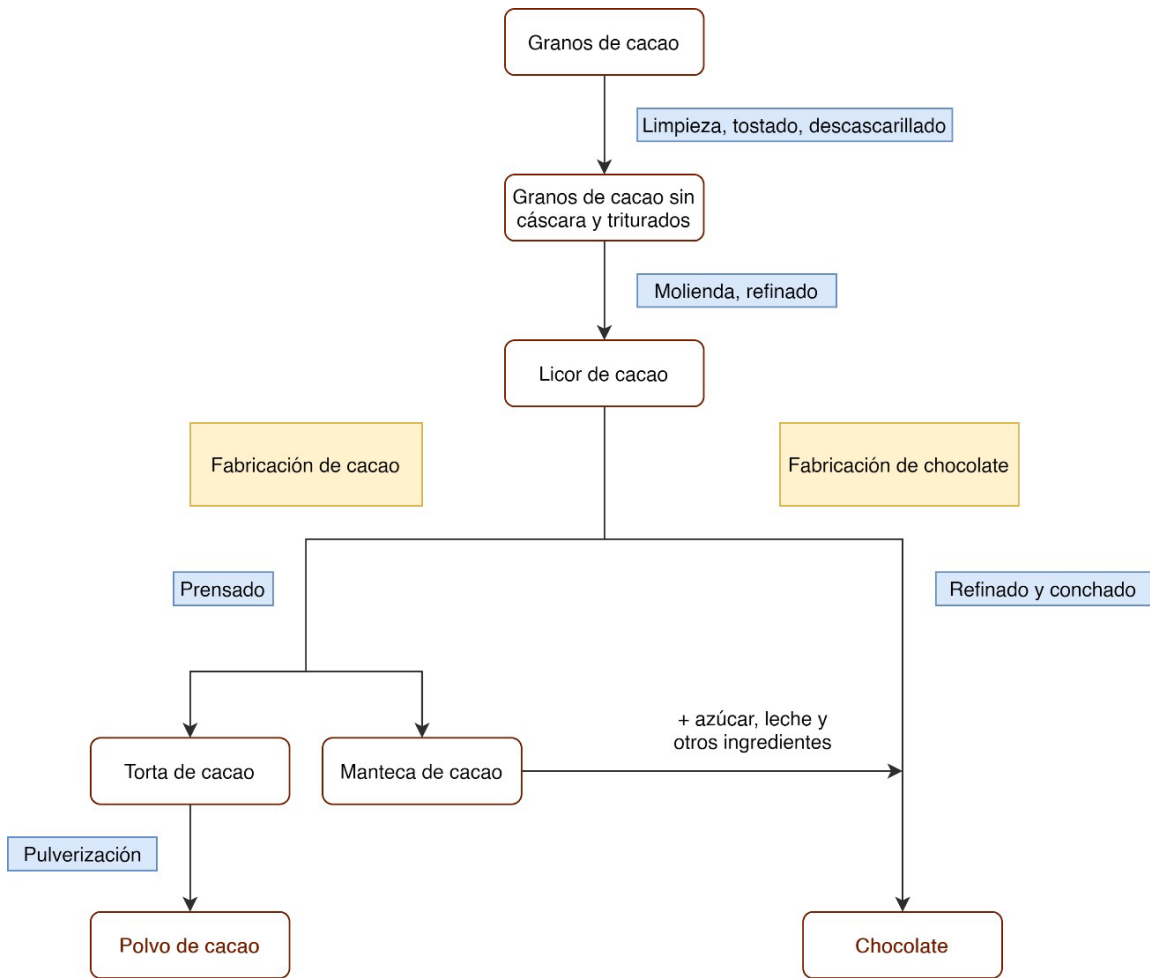 Granos de cacao
Limpieza, tostado, descascarillado
Granos de cacao sin
cáscara y triturados
Molienda, refinado
Licor de cacao
Fabricación de cacao
Fabricación de chocolate
Prensado
Refinado y conchado
+ azúcar, leche y
otros ingredientes
Torta de cacao
Manteca de cacao
Pulverización
Polvo de cacao
Chocolate